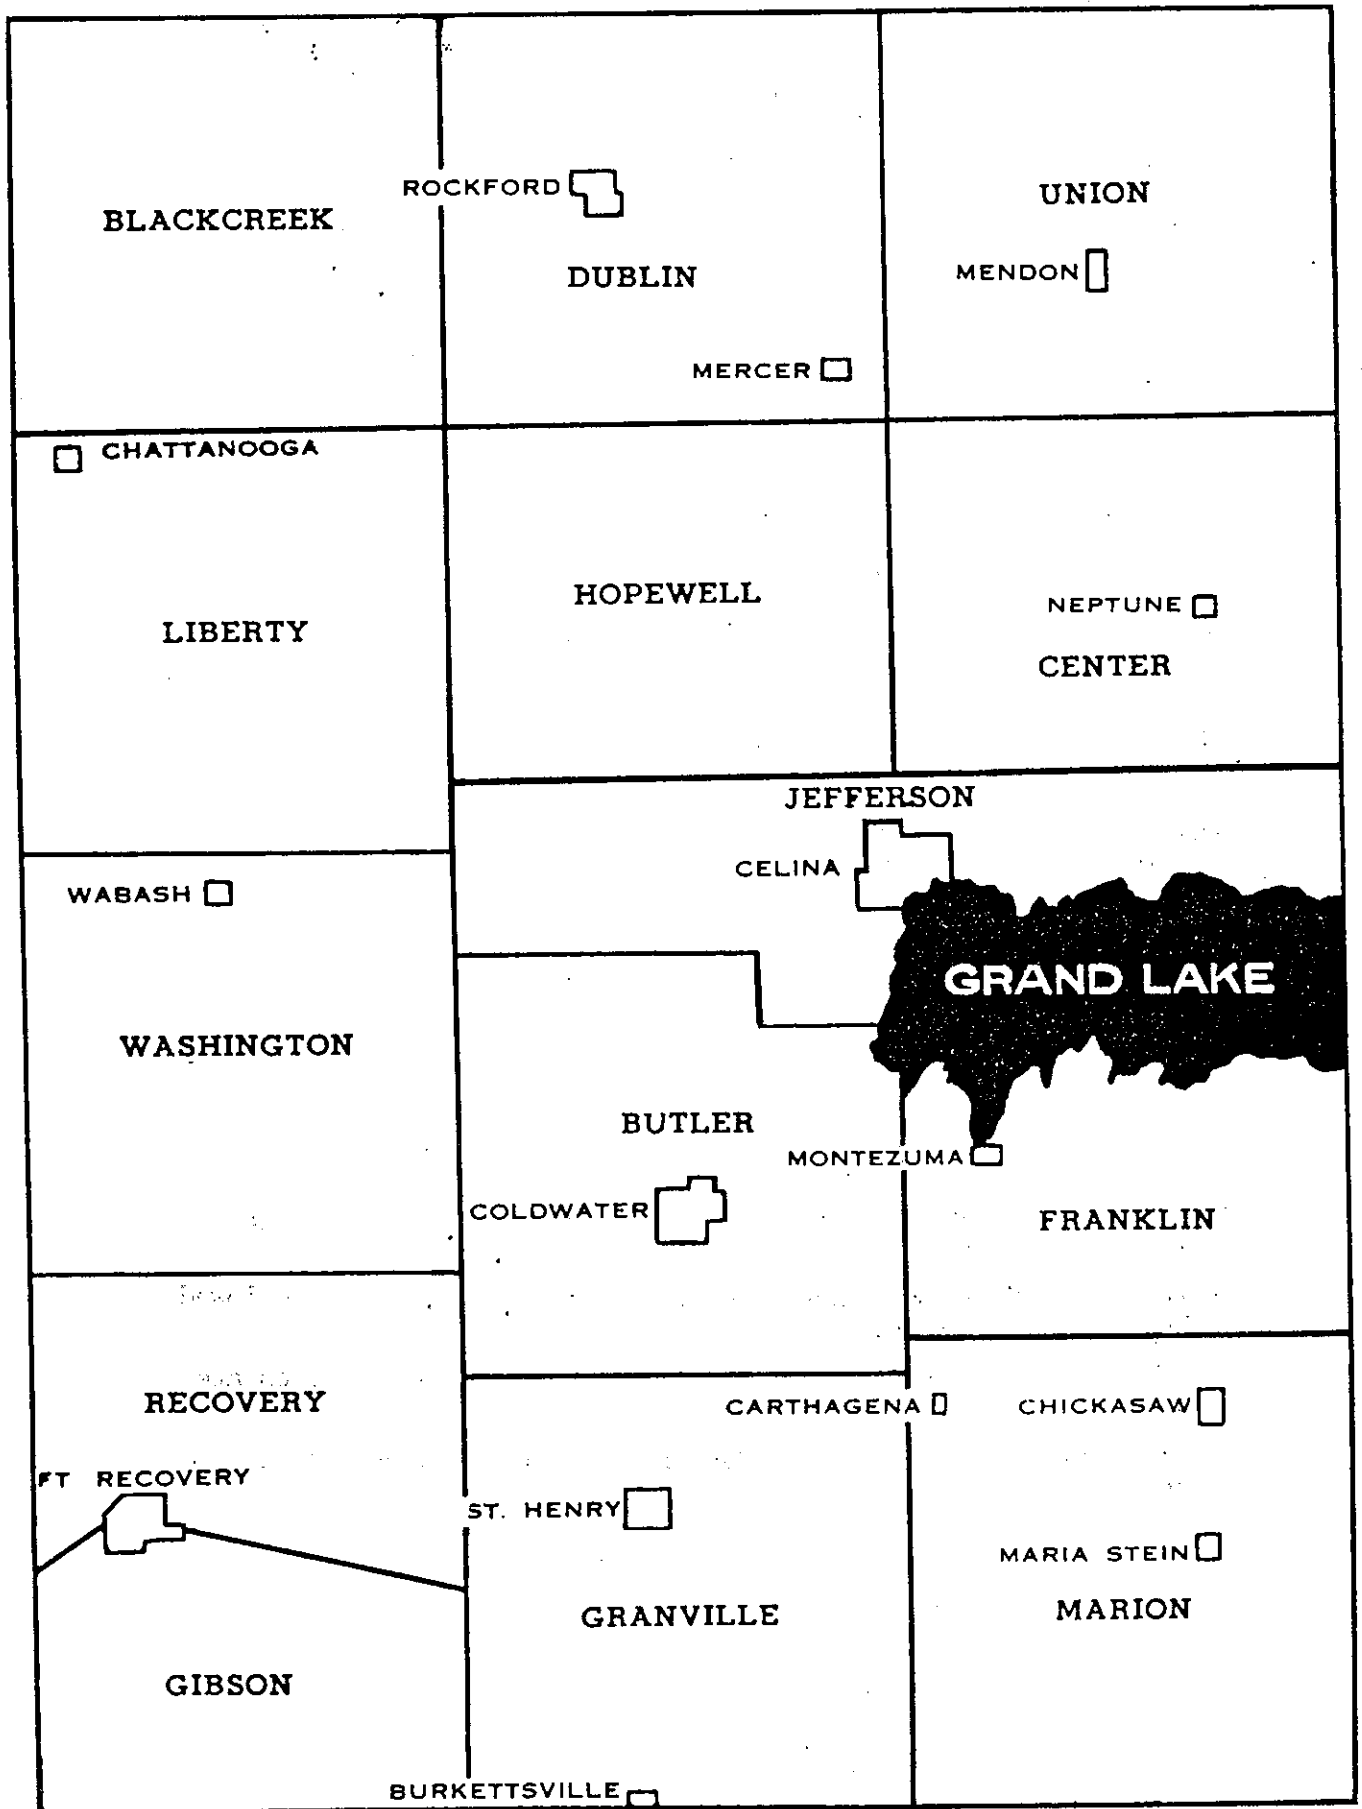 ROCKFORD
UNION
BLACKCREEK
DUBLIN
MENDON
MERCER
CHATTANOOGA
HOPEWELL
NEPTUNE
LIBERTY
CENTER
JEFFERSON
CELINA
WABASH
GRAND LAKE
WASHINGTON
BUTLER
MONTEZUMA
COLDWATER
FRANKLIN
RECOVERY
CARTHAGENA
CHICKASAW
FT RECOVERY
ST. HENRY
MARIA STEIN
MARION
GRANVILLE
GIBSON
BURKETTSVILLE